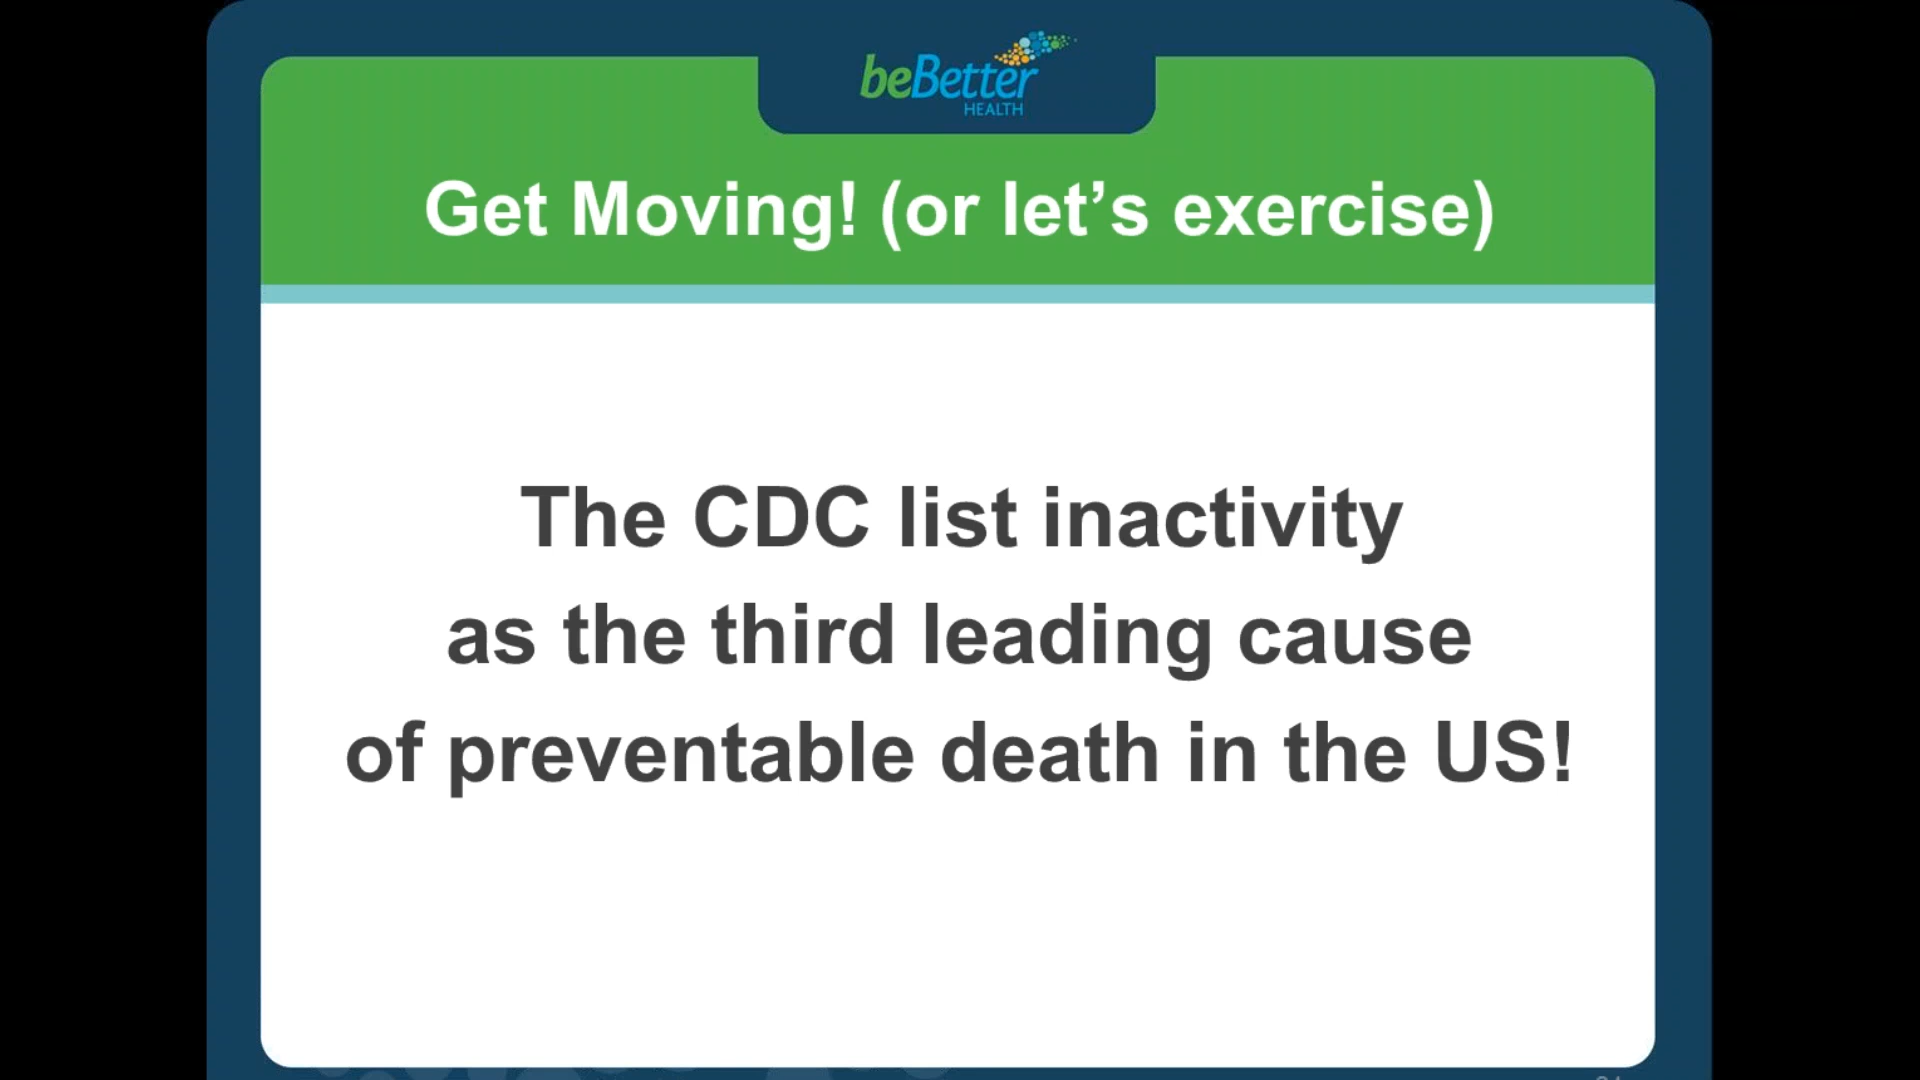 beBetter
HEALTH
Get Moving! (or let’s exercise)
The CDC list inactivity
as the third leading cause
of preventable death in the US!